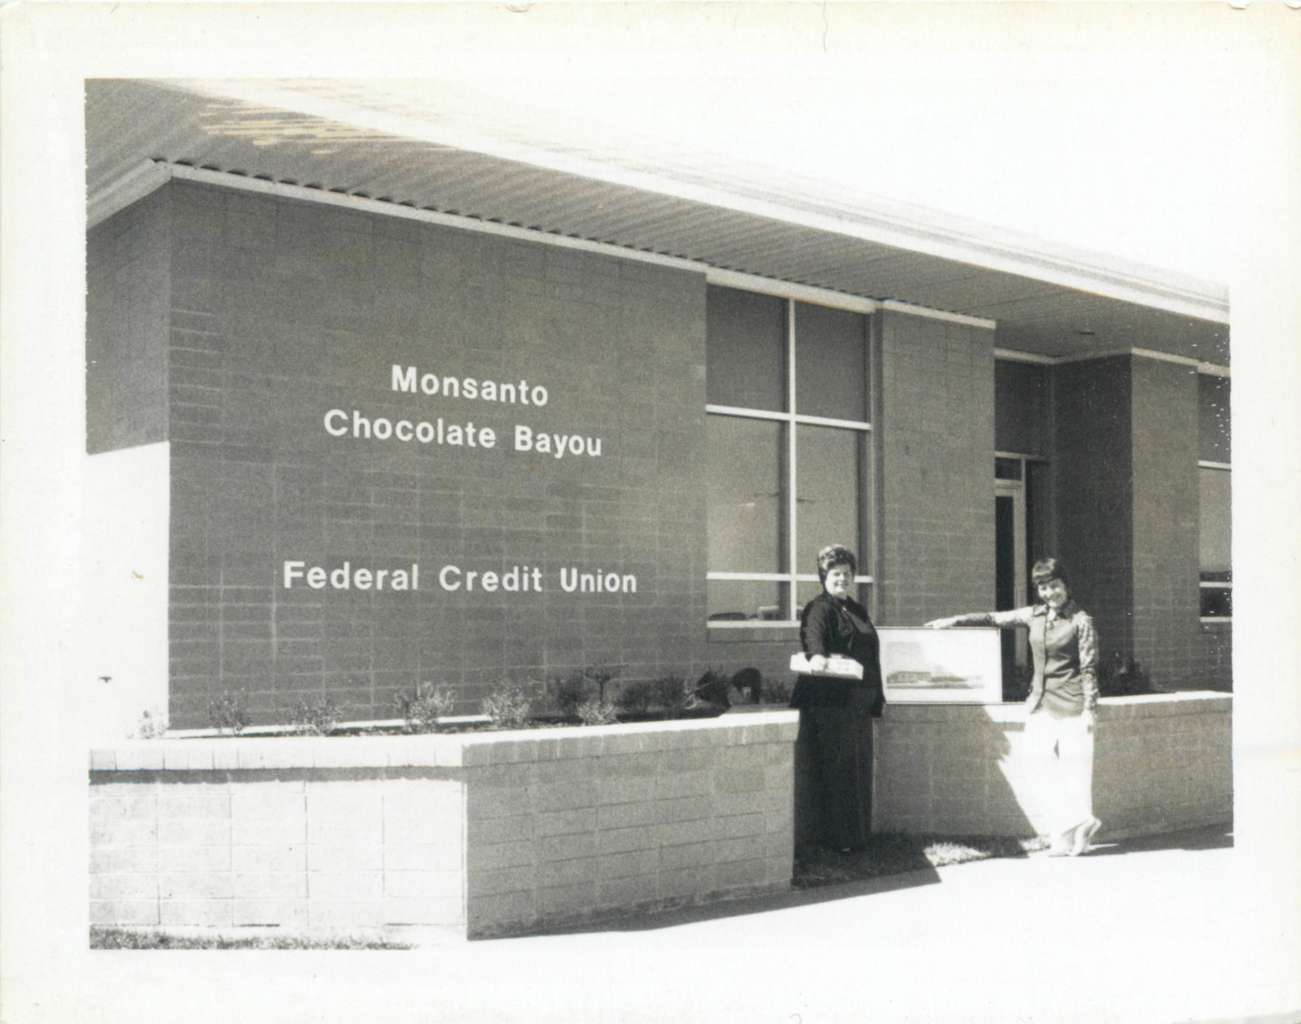 Monsanto
Chocolate Bayou
Federal Credit Union